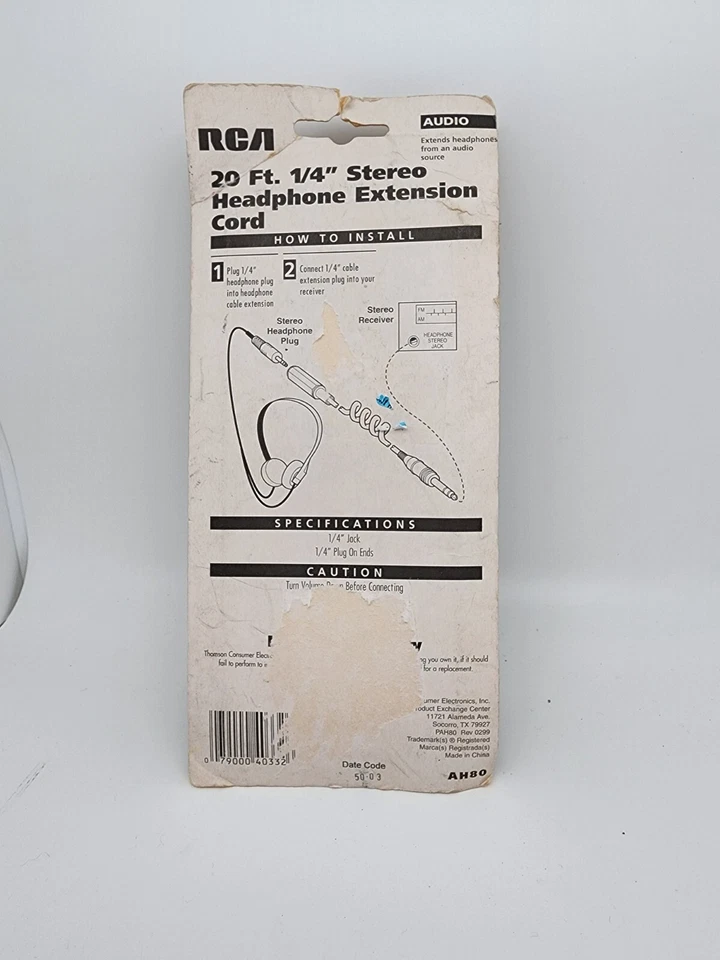 RCA
AUDIO
Extends headphones
from an audio
source
20 Ft. 1/4" Stereo
Headphone Extension
Cord
HOW TO INSTALL
1 Plug 1/4"
headphone plug
into headphone
cable extension
2 Connect 1/4" cable
extension plug into your
receiver
Stereo
Headphone
Plug
Stereo
Receiver
FM
AM
HEADPHONE
STEREO
JACK
SPECIFICATIONS
1/4" Jack
1/4" Plug On Ends
CAUTION
Turn Volume Down Before Connecting
Thomson Consumer
you own it, if it should
fail to perform
for a replacement.
Electronics, Inc.
Exchange Center
11721 Alameda Ave.
Socorro, TX 79927
PAH80 Rev 0299
Trademark(s) ® Registered
Marca(s) Registrada(s)
Made in China
0 79000 40332
Date Code
50-03
AH80